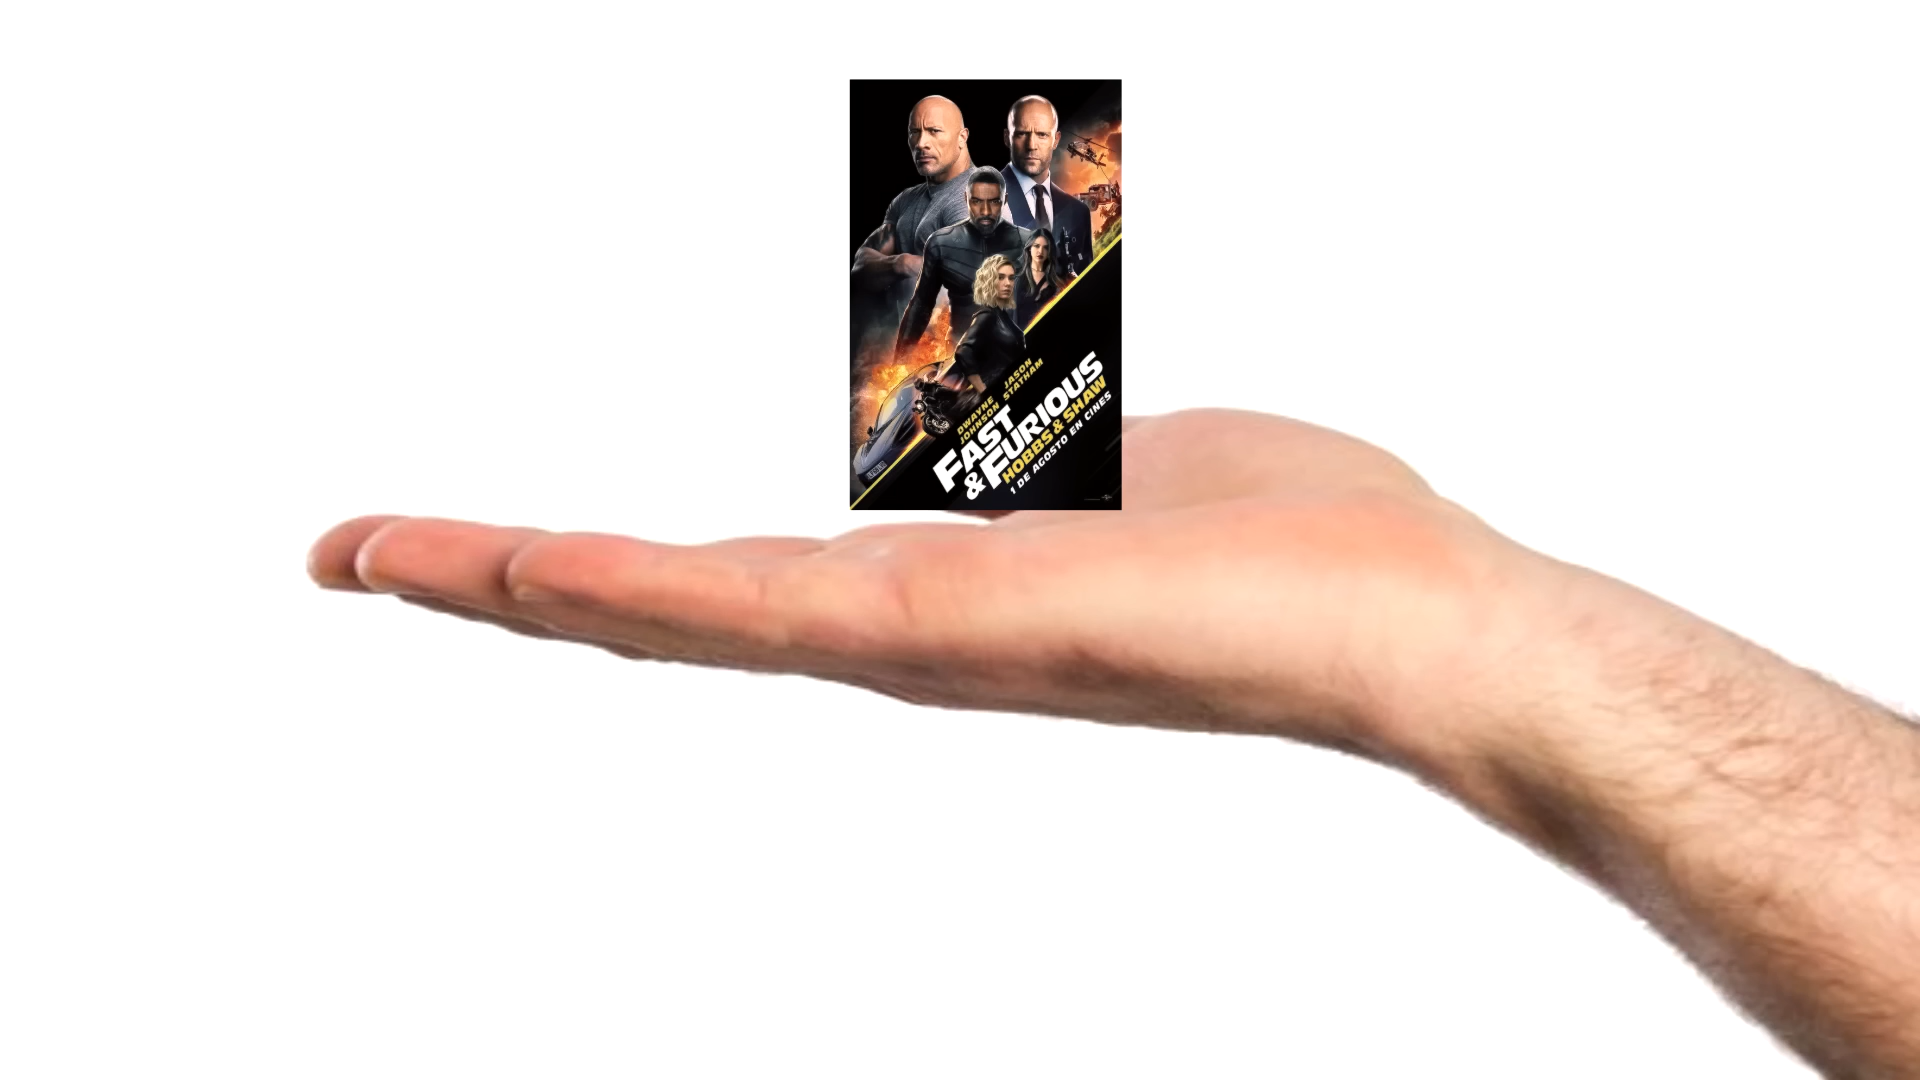 DWAYNE
JOHNSON
JASON
STATHAM
FAST
& FURIOUS
HOBBS & SHAW
1 DE AGOSTO EN CINES